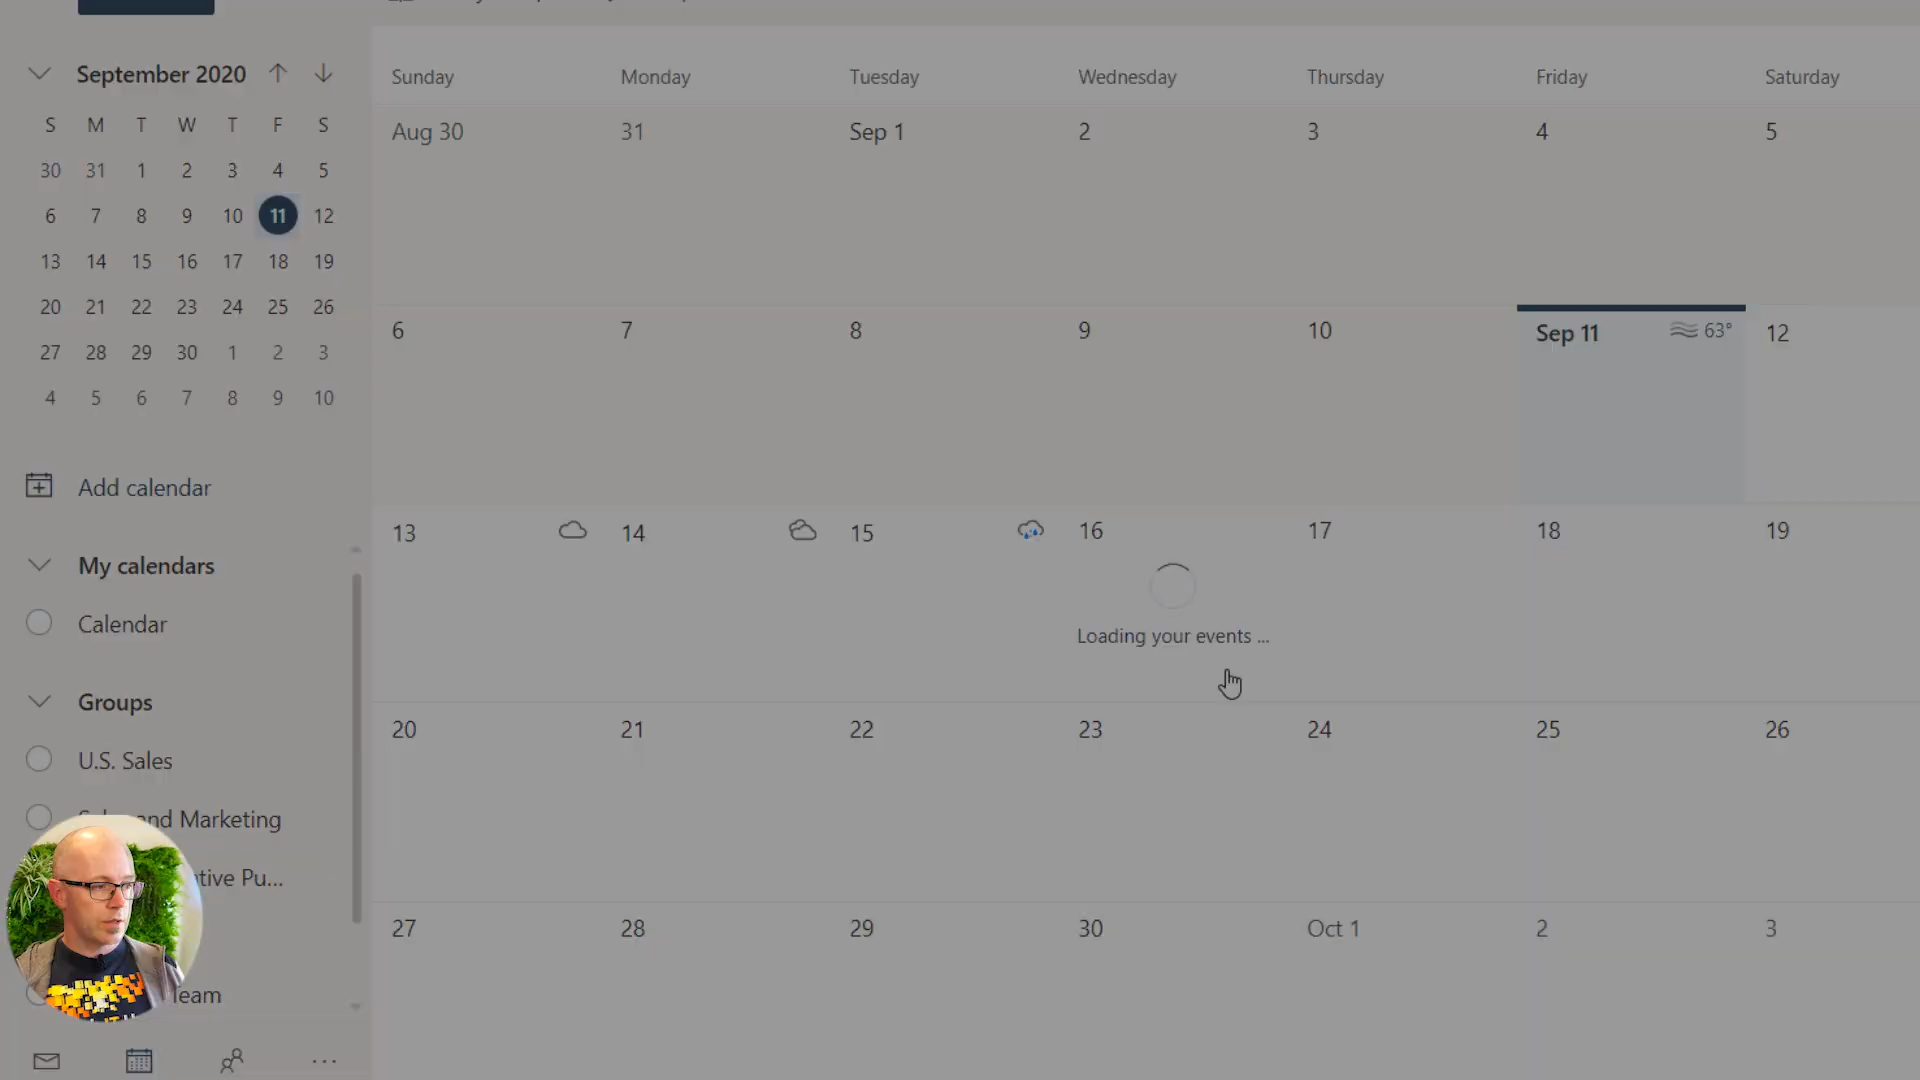 September 2020
S M T W T F S
30 31 1 2 3 4 5
6 7 8 9 10 11 12
13 14 15 16 17 18 19
20 21 22 23 24 25 26
27 28 29 30 1 2 3
4 5 6 7 8 9 10
Add calendar
My calendars
Calendar
Groups
U.S. Sales
and Marketing
Pu...
Sunday Monday Tuesday Wednesday Thursday Friday Saturday
Aug 30 31 Sep 1 2 3 4 5
6 7 8 9 10 Sep 11 63° 12
13 14 15 16 17 18 19
Loading your events ...
20 21 22 23 24 25 26
27 28 29 30 Oct 1 2 3